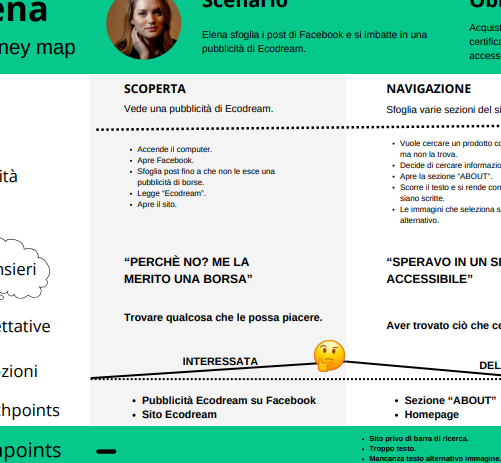 ena
Scenario
Obi
ney map
Elena sfoglia i post di Facebook e si imbatte in una
pubblicità di Ecodream.
Acquist
certifica
access
SCOPERTA
Vede una pubblicità di Ecodream.
NAVIGAZIONE
Sfoglia varie sezioni del si
ità
• Accende il computer.
• Apre Facebook.
• Sfoglia post fino a che non le esce una
pubblicità di borse.
• Legge “Ecodream”.
• Apre il sito.
• Vuole cercare un prodotto co
ma non la trova.
• Decide di cercare informazio
• Apre la sezione “ABOUT”.
• Scorre il testo e si rende con
siano scritte.
• Le immagini che seleziona s
alternativo.
nsieri
“PERCHÈ NO? ME LA
MERITO UNA BORSA”
“SPERAVO IN UN SI
ACCESSIBILE”
ettative
Trovare qualcosa che le possa piacere.
Aver trovato ciò che ce
ozioni
INTERESSATA
DEL
chpoints
• Pubblicità Ecodream su Facebook
• Sito Ecodream
• Sezione “ABOUT”
• Homepage
npoints
• Sito privo di barra di ricerca.
• Troppo testo.
• Mancanza testo alternativo immagine.